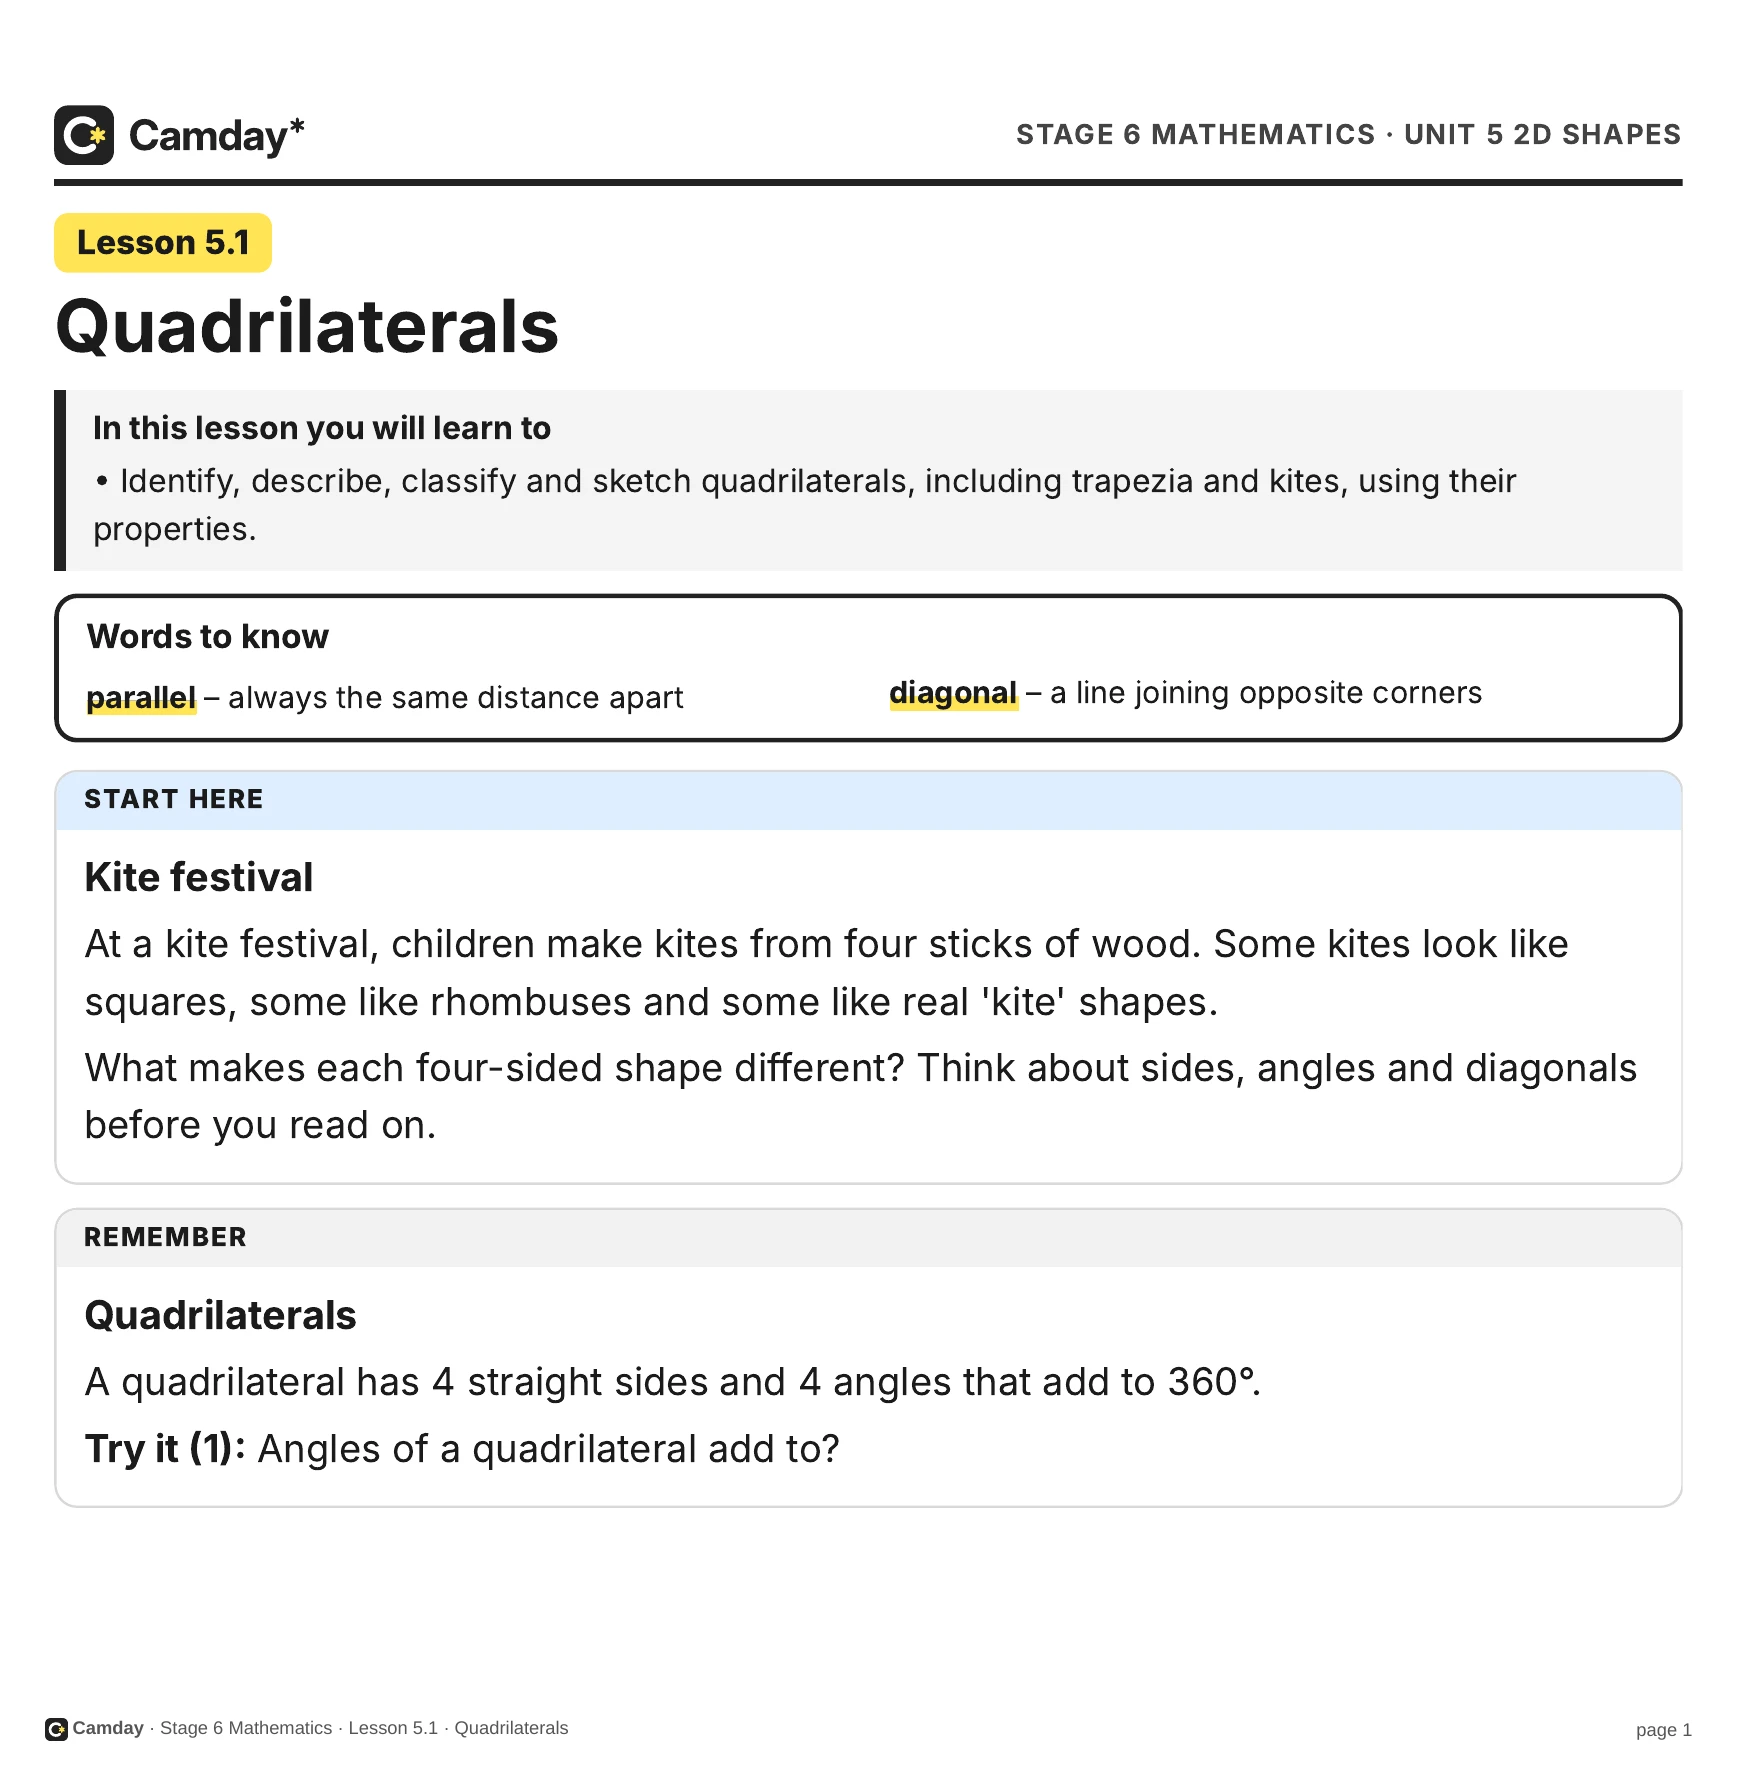 Camday*
STAGE 6 MATHEMATICS · UNIT 5 2D SHAPES
Lesson 5.1
Quadrilaterals
In this lesson you will learn to
• Identify, describe, classify and sketch quadrilaterals, including trapezia and kites, using their
properties.
Words to know
parallel – always the same distance apart
diagonal – a line joining opposite corners
START HERE
Kite festival
At a kite festival, children make kites from four sticks of wood. Some kites look like
squares, some like rhombuses and some like real 'kite' shapes.
What makes each four-sided shape different? Think about sides, angles and diagonals
before you read on.
REMEMBER
Quadrilaterals
A quadrilateral has 4 straight sides and 4 angles that add to 360°.
Try it (1): Angles of a quadrilateral add to?
Camday · Stage 6 Mathematics · Lesson 5.1 · Quadrilaterals
page 1